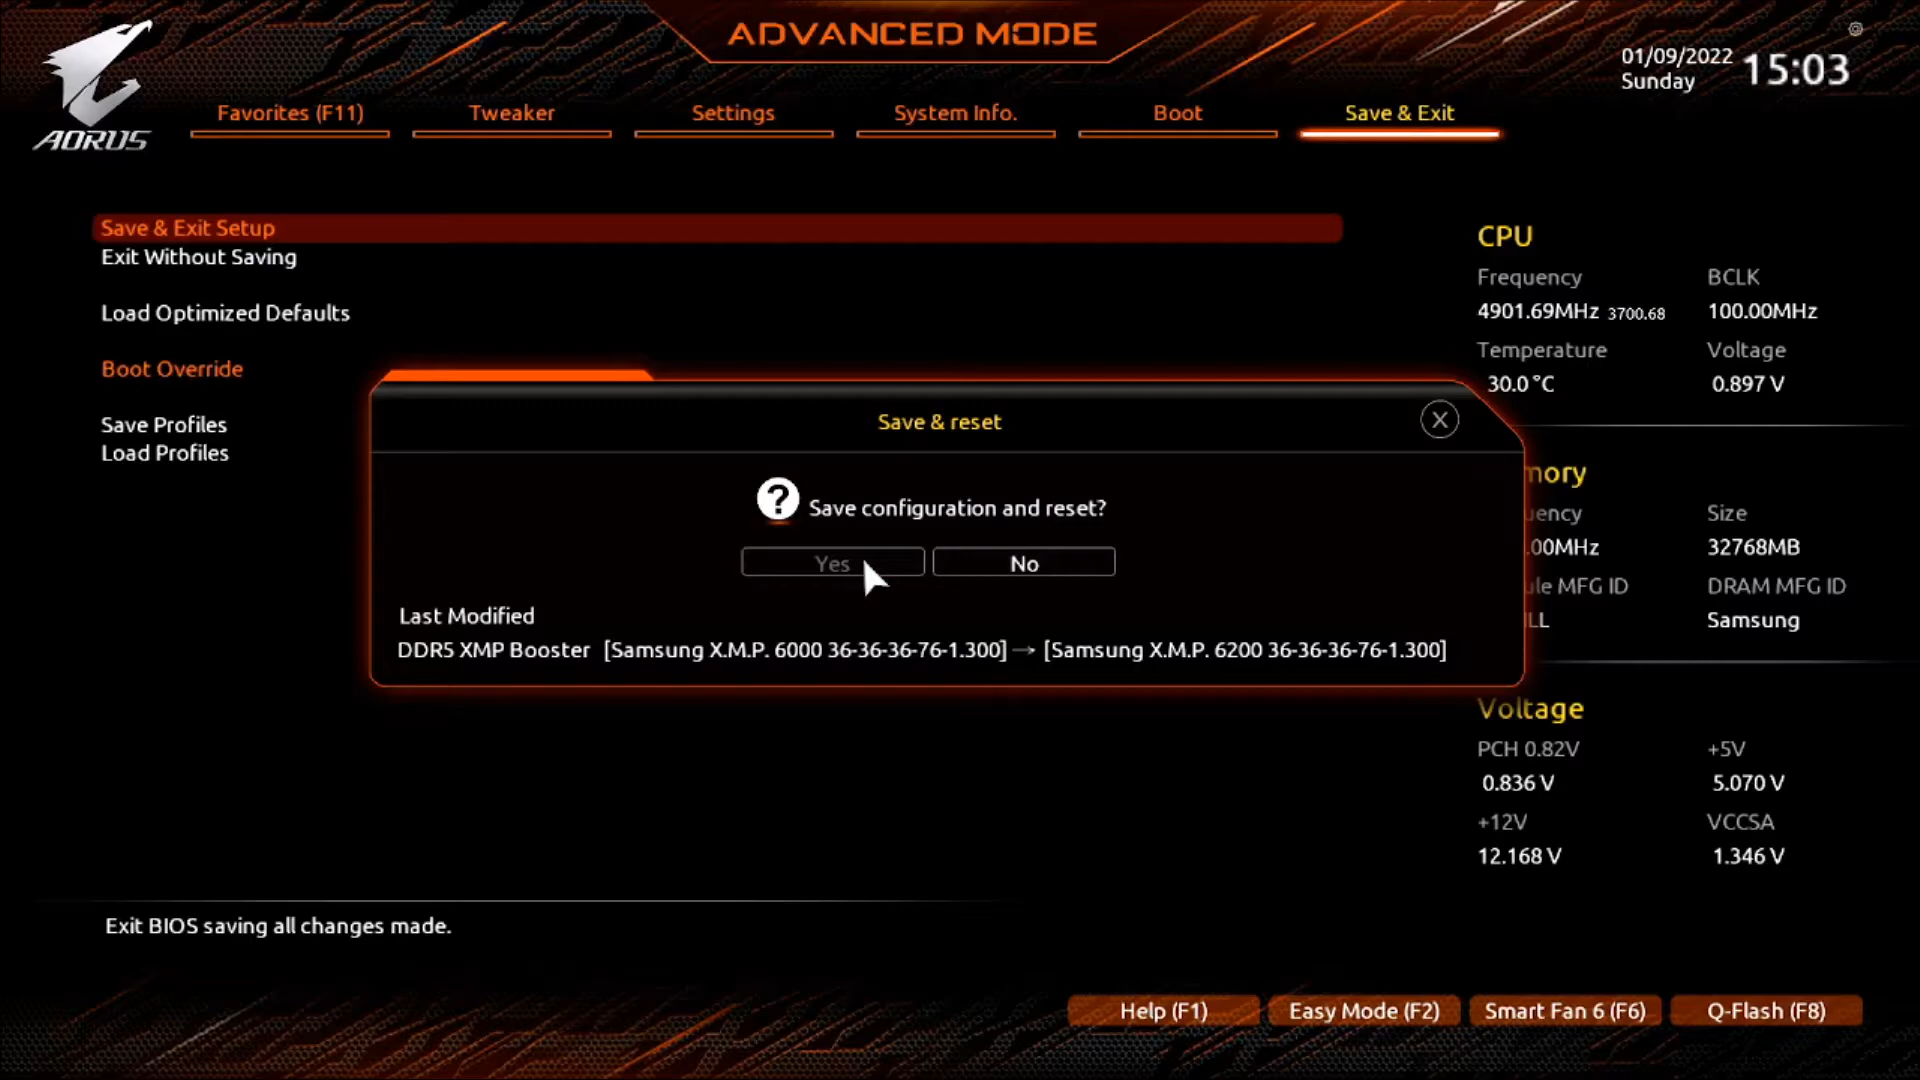 ADVANCED MODE
AORUS
01/09/2022
Sunday
15:03
Favorites (F11)
Tweaker
Settings
System Info.
Boot
Save & Exit
Save & Exit Setup
Exit Without Saving
Load Optimized Defaults
Boot Override
Save Profiles
Load Profiles
Save & reset
X
? Save configuration and reset?
Yes
No
Last Modified
DDR5 XMP Booster [Samsung X.M.P. 6000 36-36-36-76-1.300] → [Samsung X.M.P. 6200 36-36-36-76-1.300]
CPU
Frequency BCLK
4901.69MHz 3700.68 100.00MHz
Temperature Voltage
30.0 °C 0.897 V
Size
.00MHz 32768MB
MFG ID DRAM MFG ID
Samsung
Voltage
PCH 0.82V +5V
0.836 V 5.070 V
+12V VCCSA
12.168 V 1.346 V
Exit BIOS saving all changes made.
Help (F1)
Easy Mode (F2)
Smart Fan 6 (F6)
Q-Flash (F8)